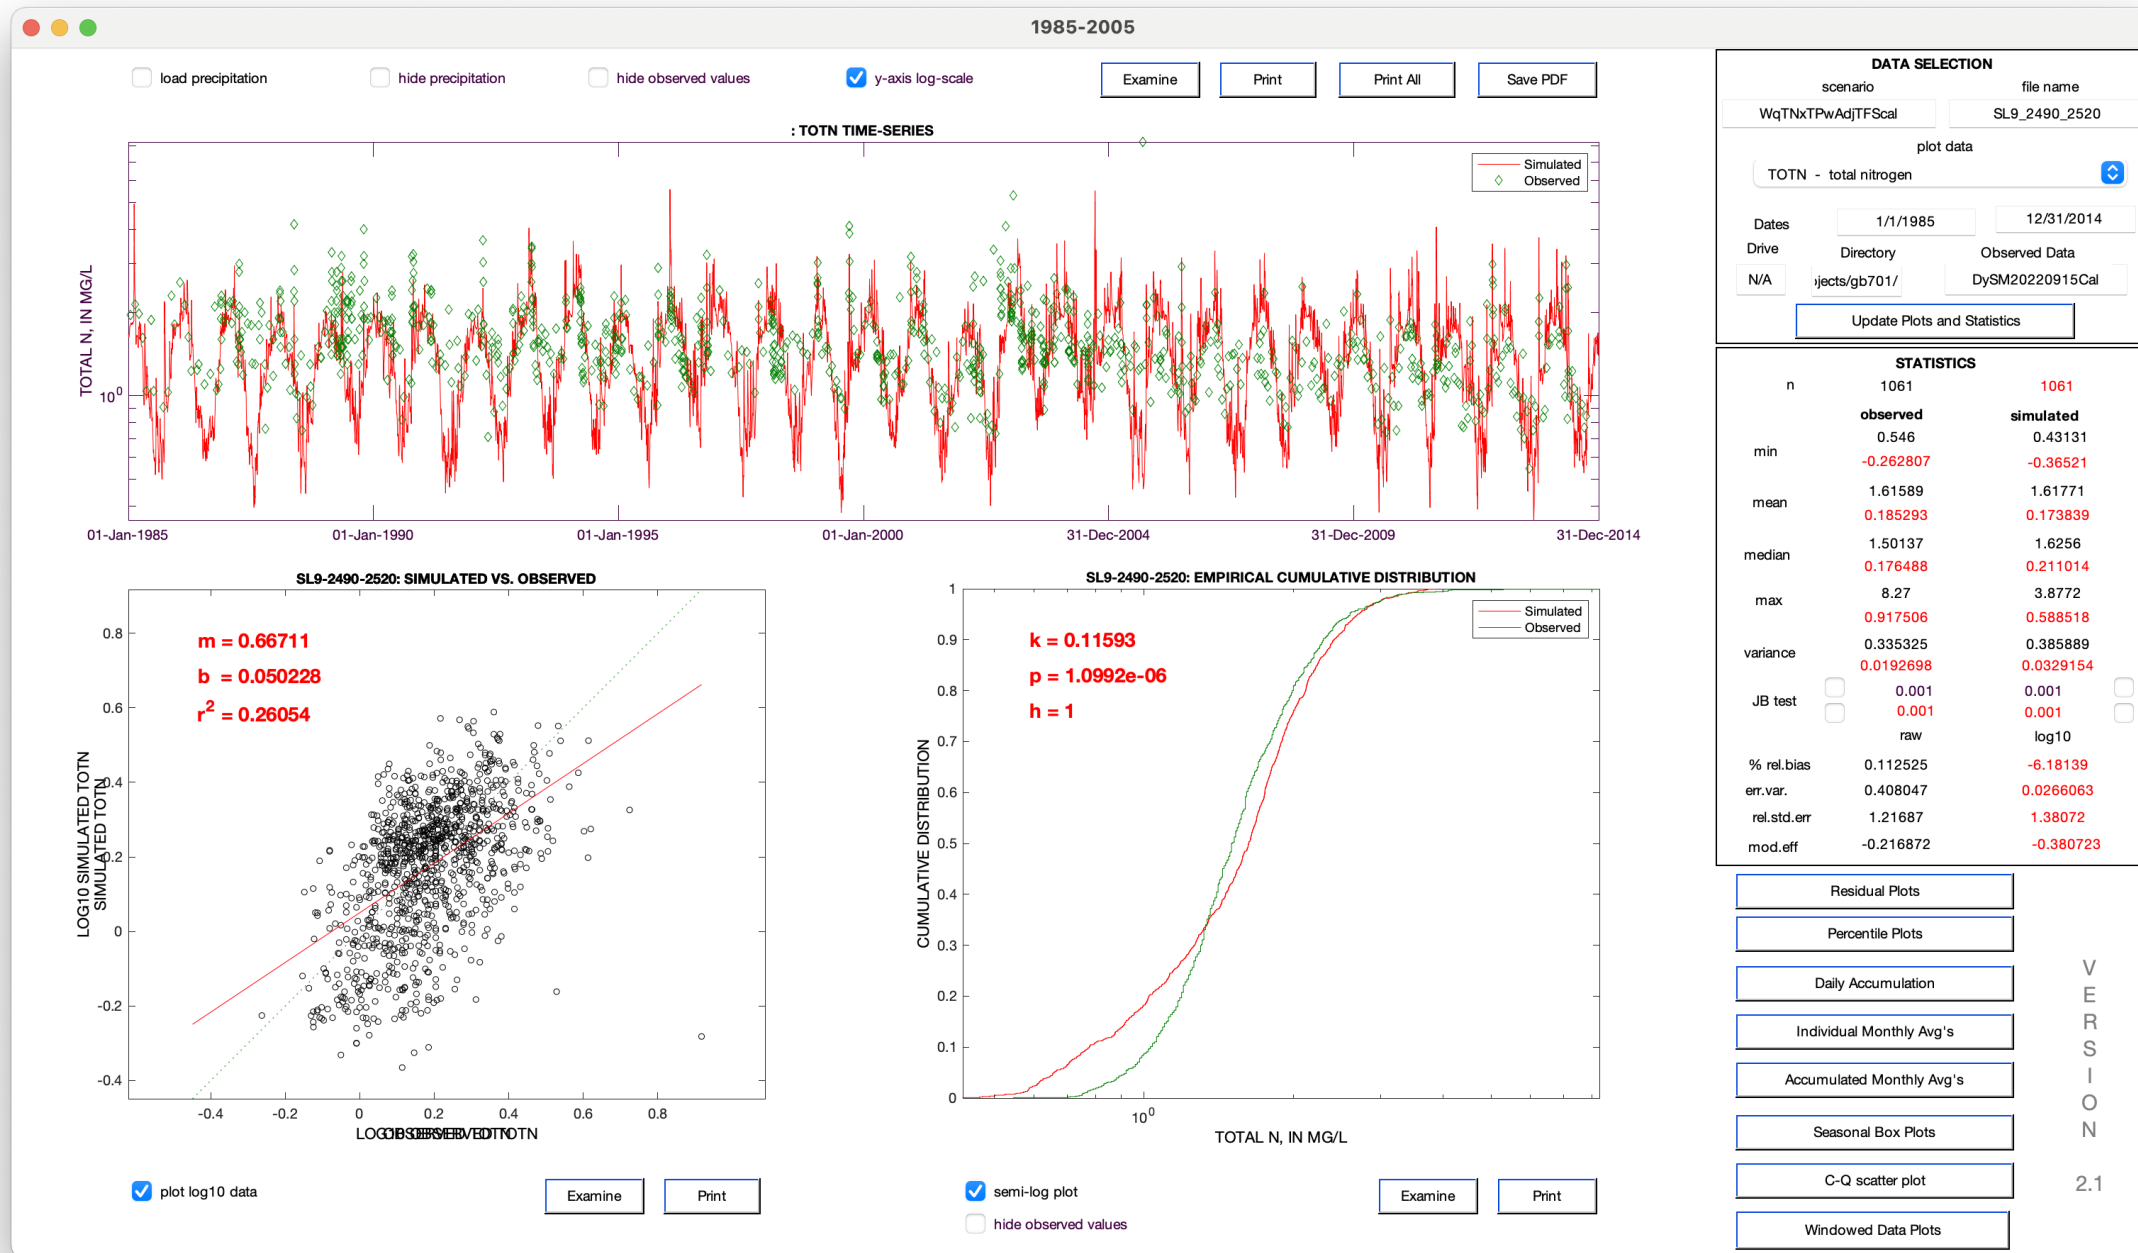 1985-2005
load precipitation
hide precipitation
hide observed values
y-axis log-scale
Examine
Print
Print All
Save PDF
: TOTN TIME-SERIES
Simulated
Observed
TOTAL N, IN MG/L
10^0
01-Jan-1985
01-Jan-1990
01-Jan-1995
01-Jan-2000
31-Dec-2004
31-Dec-2009
31-Dec-2014
SL9-2490-2520: SIMULATED VS. OBSERVED
m = 0.66711
b = 0.050228
r² = 0.26054
LOG10 SIMULATED TOTN
SIMULATED TOTN
0.8
0.6
0.4
0.2
0
-0.2
-0.4
-0.4
-0.2
0
0.2
0.4
0.6
0.8
plot log10 data
Examine
Print
SL9-2490-2520: EMPIRICAL CUMULATIVE DISTRIBUTION
Simulated
Observed
k = 0.11593
p = 1.0992e-06
h = 1
CUMULATIVE DISTRIBUTION
1
0.9
0.8
0.7
0.6
0.5
0.4
0.3
0.2
0.1
0
10^0
TOTAL N, IN MG/L
semi-log plot
hide observed values
Examine
Print
DATA SELECTION
scenario
file name
WqTNxTPwAdjTFScal
SL9_2490_2520
plot data
TOTN - total nitrogen
Dates
1/1/1985
12/31/2014
Drive
Directory
Observed Data
N/A
jects/gb701/
DySM20220915Cal
Update Plots and Statistics
STATISTICS
n
1061
1061
observed
simulated
min
0.546
0.43131
-0.262807
-0.36521
mean
1.61589
1.61771
0.185293
0.173839
median
1.50137
1.6256
0.176488
0.211014
max
8.27
3.8772
0.917506
0.588518
variance
0.335325
0.385889
0.0192698
0.0329154
JB test
0.001
0.001
0.001
0.001
raw
log10
% rel.bias
0.112525
-6.18139
err.var.
0.408047
0.0266063
rel.std.err
1.21687
1.38072
mod.eff
-0.216872
-0.380723
Residual Plots
Percentile Plots
Daily Accumulation
Individual Monthly Avg's
Accumulated Monthly Avg's
Seasonal Box Plots
C-Q scatter plot
Windowed Data Plots
VERSION
2.1